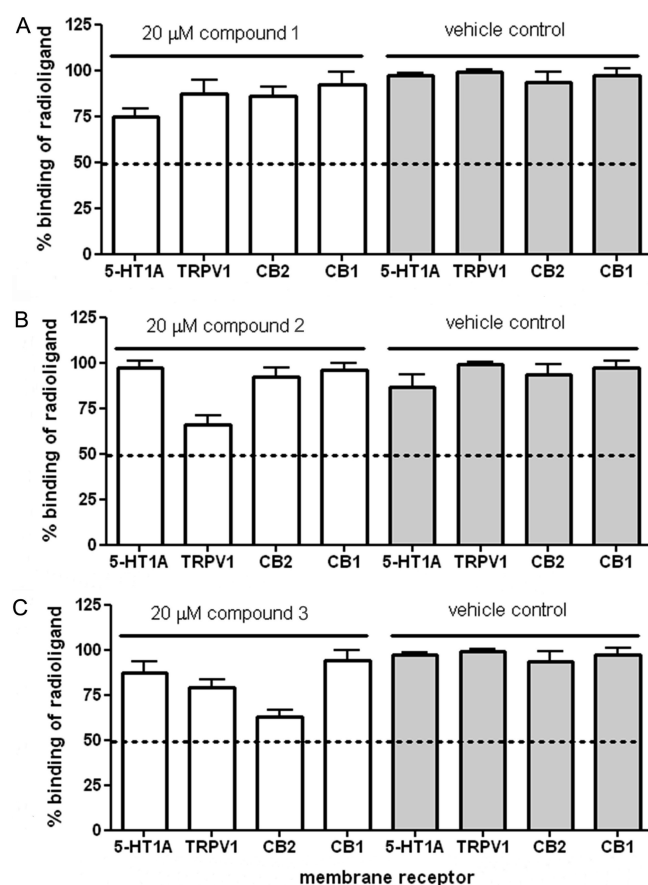 A
20 μM compound 1
vehicle control
% binding of radioligand
125
100
75
50
25
0
5-HT1A TRPV1 CB2 CB1 5-HT1A TRPV1 CB2 CB1
B
20 μM compound 2
vehicle control
% binding of radioligand
125
100
75
50
25
0
5-HT1A TRPV1 CB2 CB1 5-HT1A TRPV1 CB2 CB1
C
20 μM compound 3
vehicle control
% binding of radioligand
125
100
75
50
25
0
5-HT1A TRPV1 CB2 CB1 5-HT1A TRPV1 CB2 CB1
membrane receptor